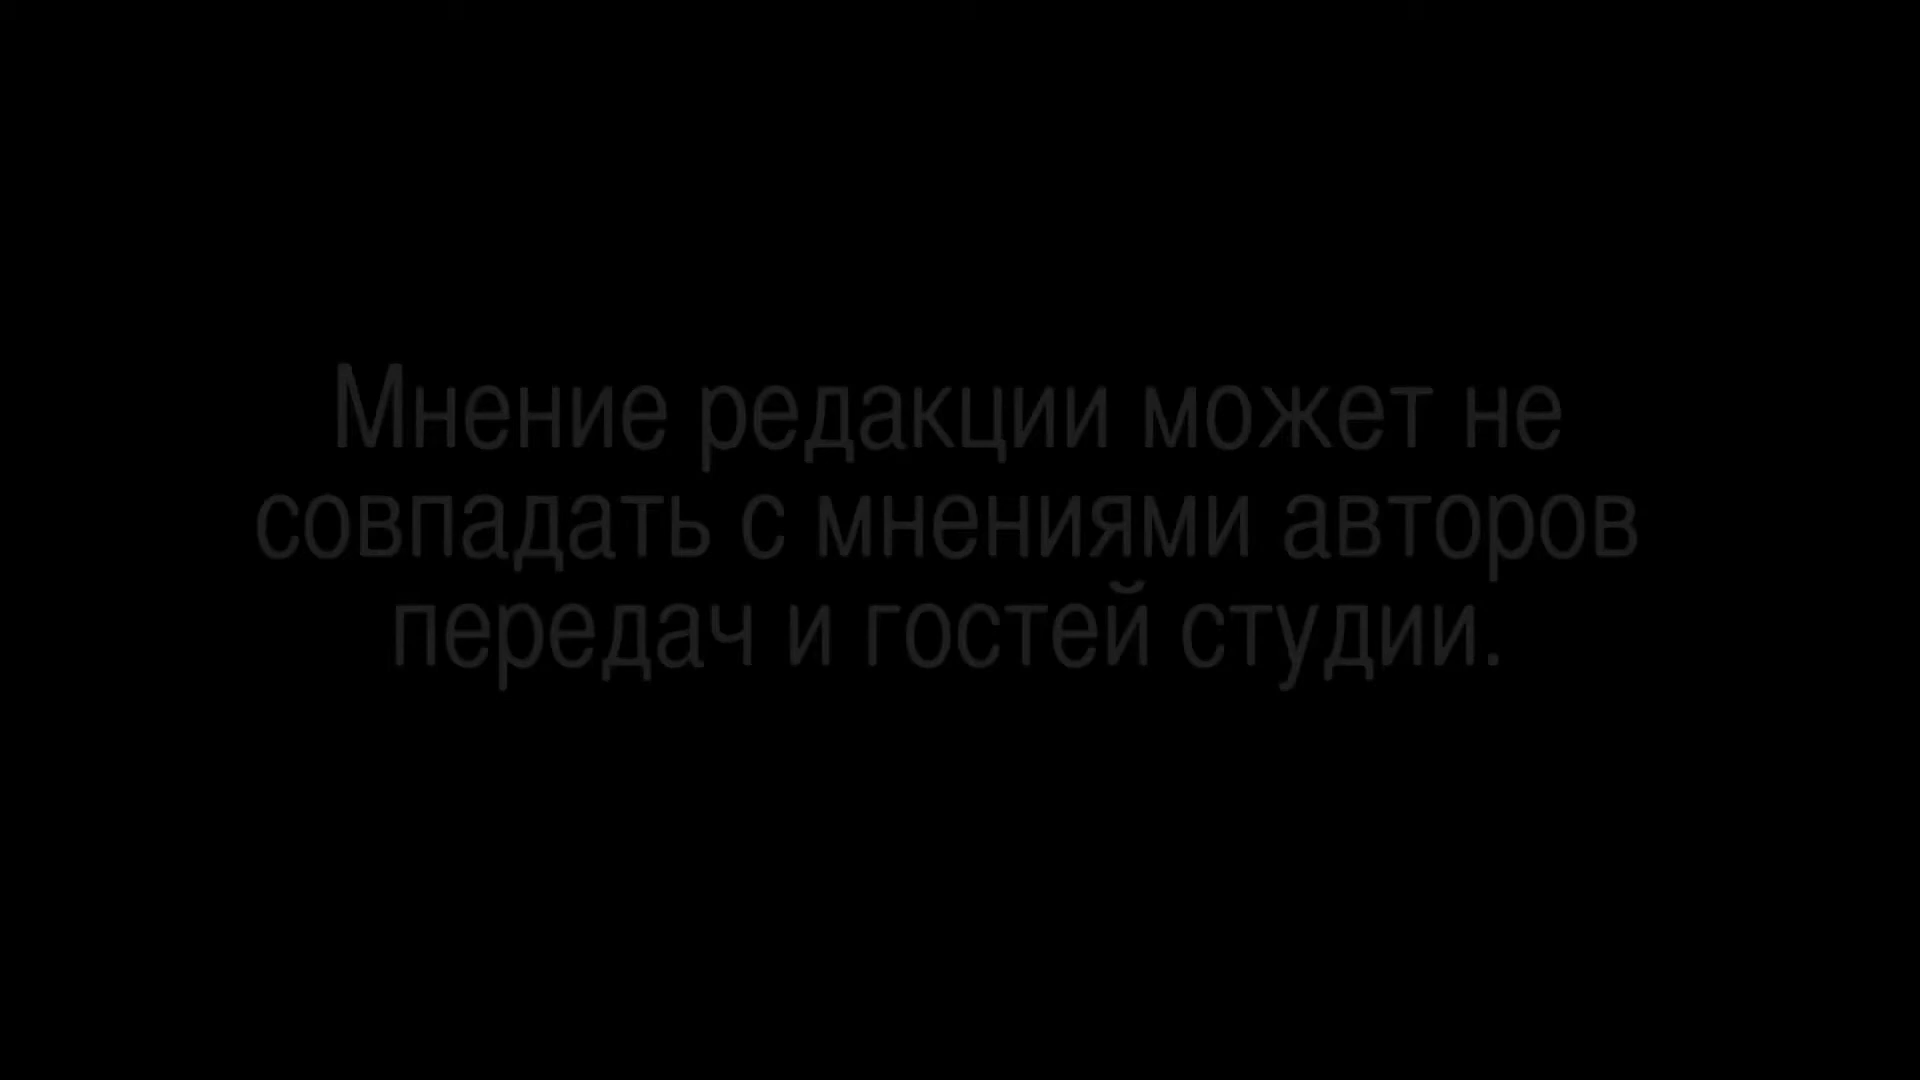 Мнение редакции может не
совпадать с мнениями авторов
передач и гостей студии.